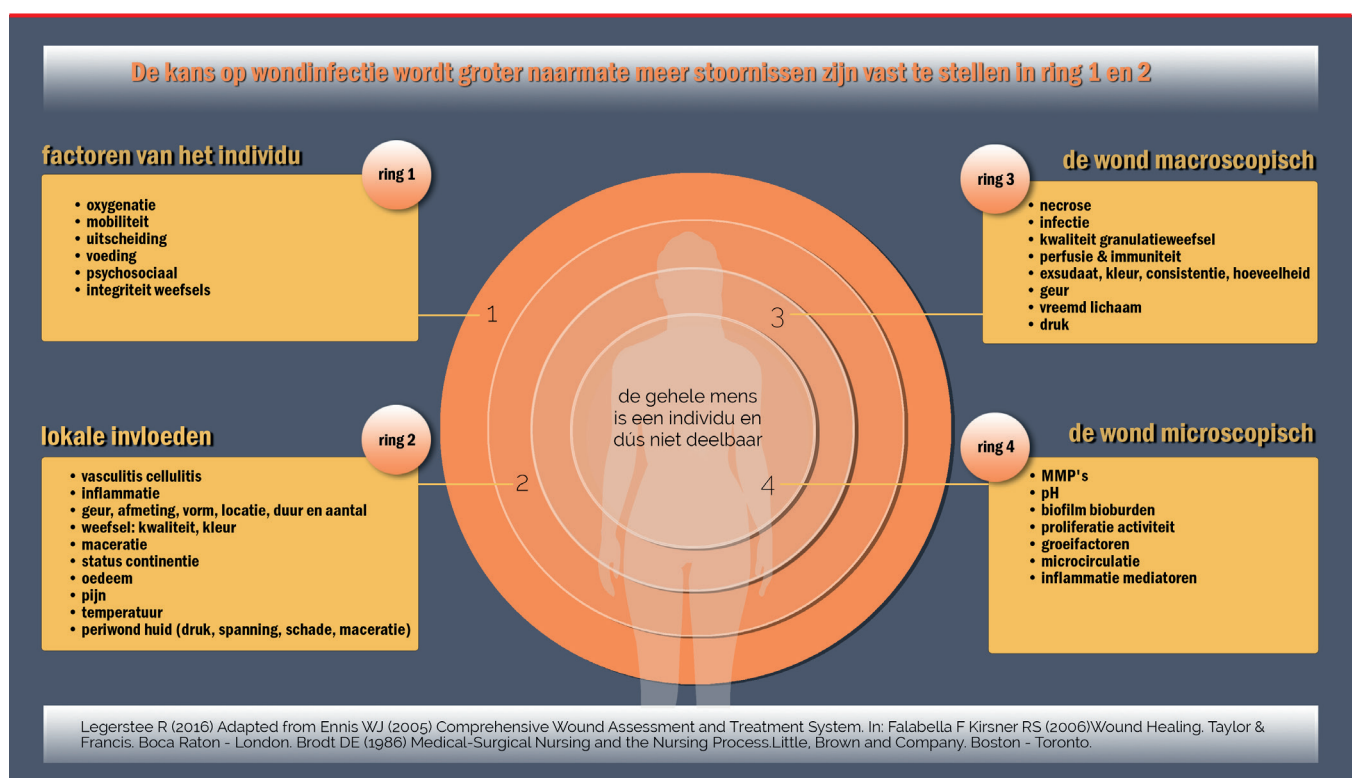 De kans op wondinfectie wordt groter naarmate meer stoornissen zijn vast te stellen in ring 1 en 2
factoren van het individu
ring 1
• oxygenatie
• mobiliteit
• uitscheiding
• voeding
• psychosociaal
• integriteit weefsels
lokale invloeden
ring 2
• vasculitis cellulitis
• inflammatie
• geur, afmeting, vorm, locatie, duur en aantal
• weefsel: kwaliteit, kleur
• maceratie
• status continentie
• oedeem
• pijn
• temperatuur
• periwond huid (druk, spanning, schade, maceratie)
1
2
3
4
de gehele mens
is een individu en
dús niet deelbaar
ring 3
de wond macroscopisch
• necrose
• infectie
• kwaliteit granulatieweefsel
• perfusie & immuniteit
• exsudaat, kleur, consistentie, hoeveelheid
• geur
• vreemd lichaam
• druk
ring 4
de wond microscopisch
• MMP's
• pH
• biofilm bioburden
• proliferatie activiteit
• groeifactoren
• microcirculatie
• inflammatie mediatoren
Legerstee R (2016) Adapted from Ennis WJ (2005) Comprehensive Wound Assessment and Treatment System. In: Falabella F Kirsner RS (2006)Wound Healing. Taylor &
Francis. Boca Raton - London. Brodt DE (1986) Medical-Surgical Nursing and the Nursing Process.Little, Brown and Company. Boston - Toronto.